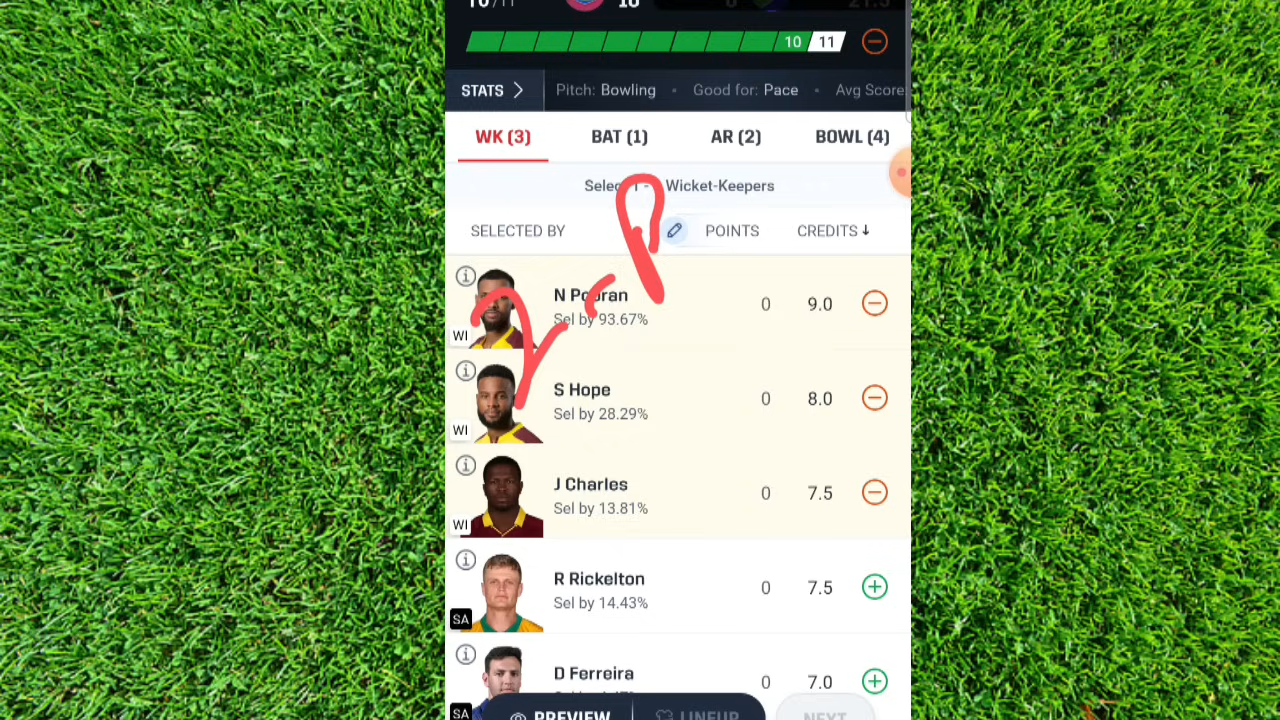 10/11 10
10 11
STATS Pitch: Bowling • Good for: Pace • Avg Score
WK (3) BAT (1) AR (2) BOWL (4)
Wicket-Keepers
SELECTED BY POINTS CREDITS
N Pooran 0 9.0
WI Sel by 93.67%
S Hope 0 8.0
WI Sel by 28.29%
J Charles 0 7.5
WI Sel by 13.81%
R Rickelton 0 7.5
SA Sel by 14.43%
D Ferreira 0 7.0
SA
PREVIEW LINEUP NEXT